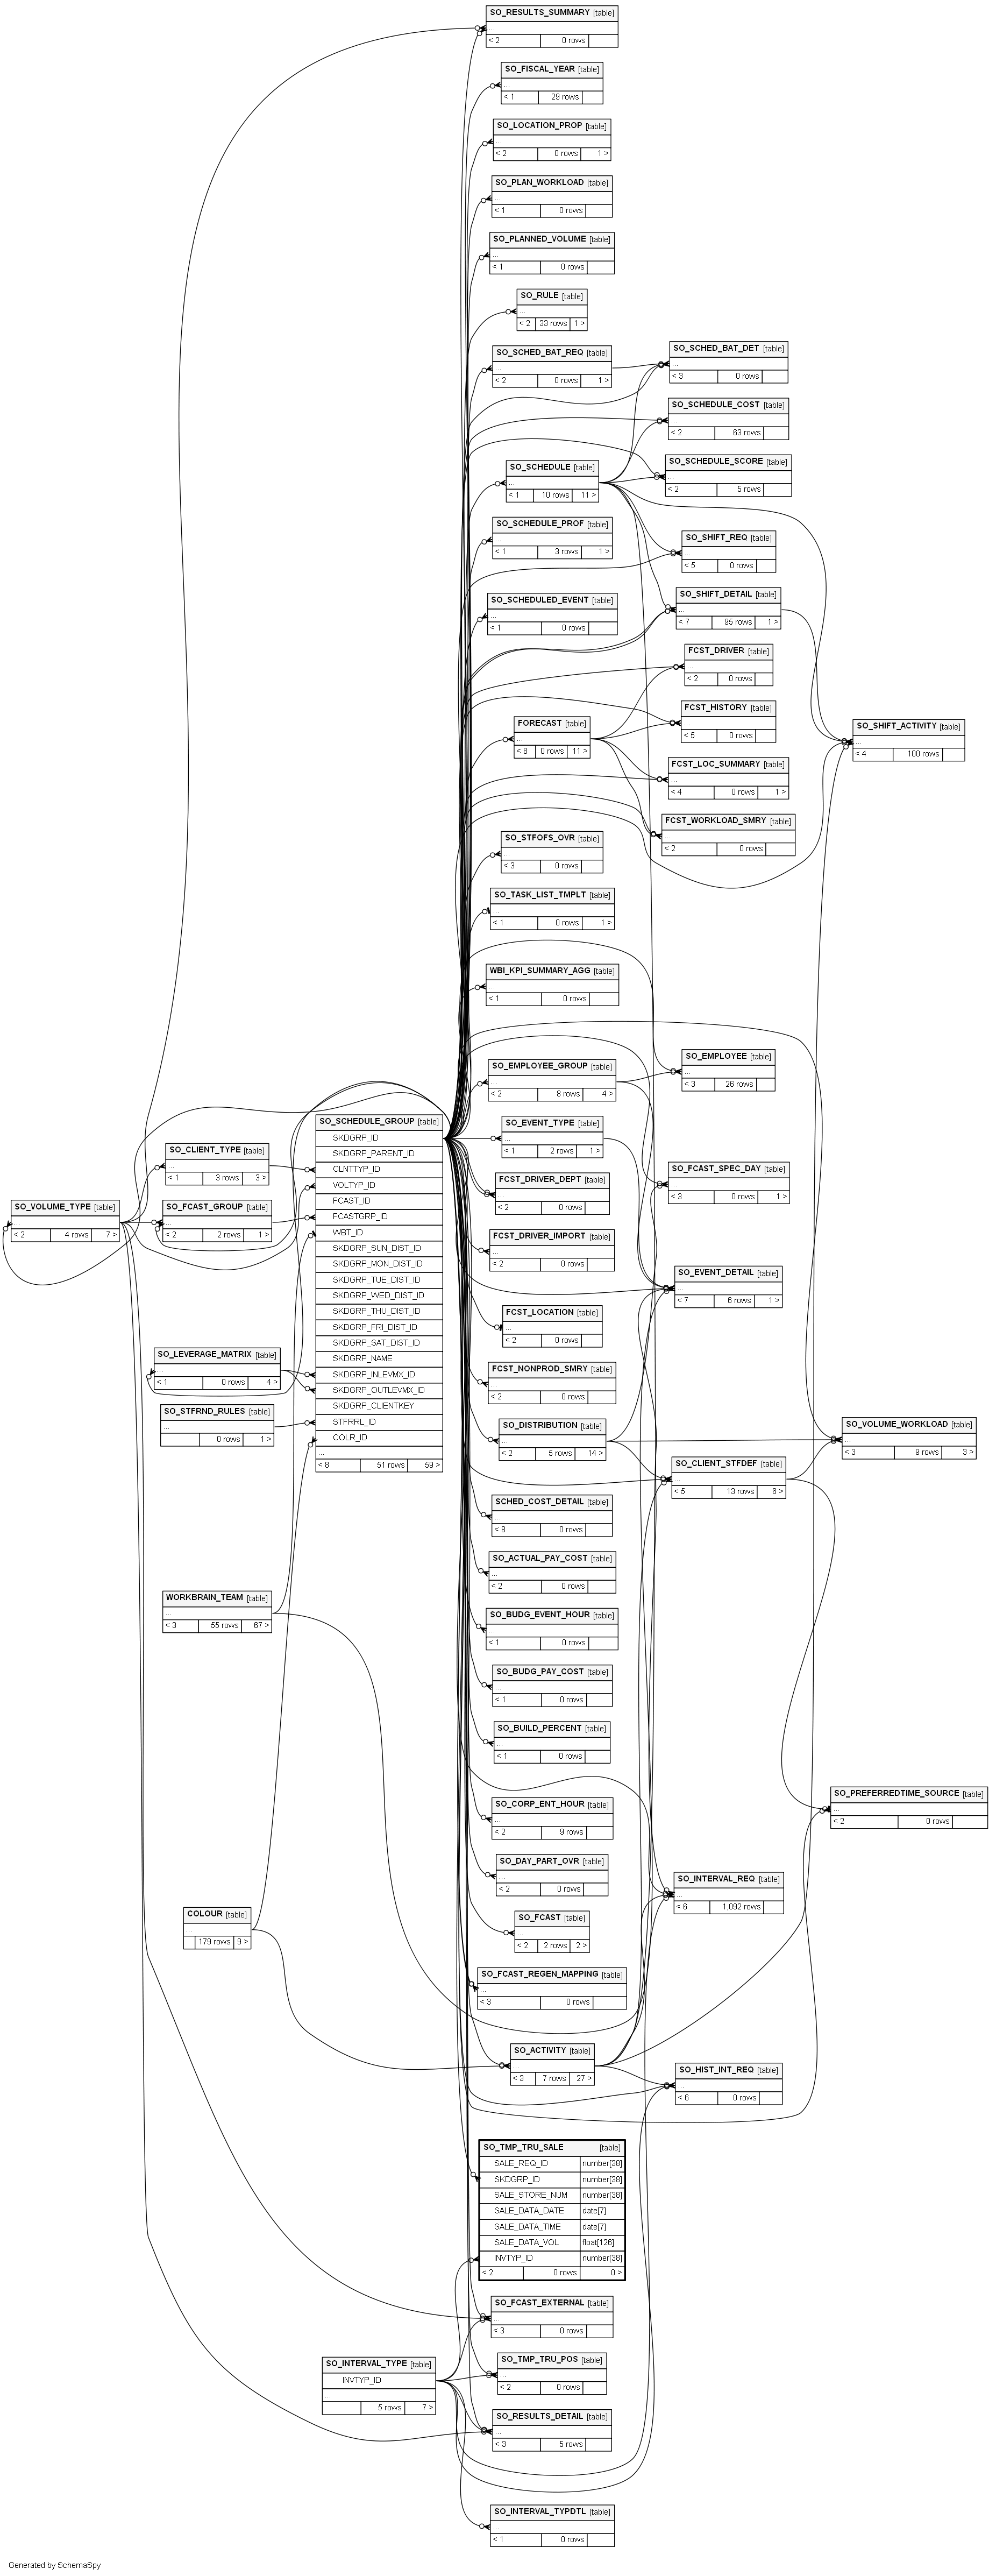 SO_RESULTS_SUMMARY [table]
...
< 2 0 rows
SO_FISCAL_YEAR [table]
...
< 1 29 rows
SO_LOCATION_PROP [table]
...
< 2 0 rows 1 >
SO_PLAN_WORKLOAD [table]
...
< 1 0 rows
SO_PLANNED_VOLUME [table]
...
< 1 0 rows
SO_RULE [table]
...
< 2 33 rows 1 >
SO_SCHED_BAT_REQ [table]
...
< 2 0 rows 1 >
SO_SCHED_BAT_DET [table]
...
< 3 0 rows
SO_SCHEDULE_COST [table]
...
< 2 63 rows
SO_SCHEDULE_SCORE [table]
...
< 2 5 rows
SO_SCHEDULE [table]
...
< 1 10 rows 11 >
SO_SCHEDULE_PROF [table]
...
< 1 3 rows 1 >
SO_SHIFT_REQ [table]
...
< 5 0 rows
SO_SCHEDULED_EVENT [table]
...
< 1 0 rows
SO_SHIFT_DETAIL [table]
...
< 7 95 rows 1 >
FCST_DRIVER [table]
...
< 2 0 rows
FCST_HISTORY [table]
...
< 5 0 rows
FORECAST [table]
...
< 8 0 rows 11 >
SO_SHIFT_ACTIVITY [table]
...
< 4 100 rows
FCST_LOC_SUMMARY [table]
...
< 4 0 rows 1 >
FCST_WORKLOAD_SMRY [table]
...
< 2 0 rows
SO_STFOFS_OVR [table]
...
< 3 0 rows
SO_TASK_LIST_TMPLT [table]
...
< 1 0 rows 1 >
WBI_KPI_SUMMARY_AGG [table]
...
< 1 0 rows
SO_EMPLOYEE_GROUP [table]
...
< 2 8 rows 4 >
SO_EMPLOYEE [table]
...
< 3 26 rows
SO_EVENT_TYPE [table]
...
< 1 2 rows 1 >
SO_FCAST_SPEC_DAY [table]
...
< 3 0 rows 1 >
SO_SCHEDULE_GROUP [table]
SKDGRP_ID
SKDGRP_PARENT_ID
CLNTTYP_ID
VOLTYP_ID
FCAST_ID
FCASTGRP_ID
WBT_ID
SKDGRP_SUN_DIST_ID
SKDGRP_MON_DIST_ID
SKDGRP_TUE_DIST_ID
SKDGRP_WED_DIST_ID
SKDGRP_THU_DIST_ID
SKDGRP_FRI_DIST_ID
SKDGRP_SAT_DIST_ID
SKDGRP_NAME
SKDGRP_INLEVMX_ID
SKDGRP_OUTLEVMX_ID
SKDGRP_CLIENTKEY
STFRRL_ID
COLR_ID
...
< 8 51 rows 59 >
SO_CLIENT_TYPE [table]
...
< 1 3 rows 3 >
SO_VOLUME_TYPE [table]
...
< 2 4 rows 7 >
SO_FCAST_GROUP [table]
...
< 2 2 rows 1 >
SO_LEVERAGE_MATRIX [table]
...
< 1 0 rows 4 >
SO_STFRND_RULES [table]
...
0 rows 1 >
FCST_DRIVER_DEPT [table]
...
< 2 0 rows
FCST_DRIVER_IMPORT [table]
...
< 2 0 rows
SO_EVENT_DETAIL [table]
...
< 7 6 rows 1 >
FCST_LOCATION [table]
...
< 2 0 rows
FCST_NONPROD_SMRY [table]
...
< 2 0 rows
SO_DISTRIBUTION [table]
...
< 2 5 rows 14 >
SO_VOLUME_WORKLOAD [table]
...
< 3 9 rows 3 >
SO_CLIENT_STFDEF [table]
...
< 5 13 rows 6 >
SCHED_COST_DETAIL [table]
...
< 8 0 rows
SO_ACTUAL_PAY_COST [table]
...
< 2 0 rows
WORKBRAIN_TEAM [table]
...
< 3 55 rows 67 >
SO_BUDG_EVENT_HOUR [table]
...
< 1 0 rows
SO_BUDG_PAY_COST [table]
...
< 1 0 rows
SO_BUILD_PERCENT [table]
...
< 1 0 rows
SO_CORP_ENT_HOUR [table]
...
< 2 9 rows
SO_PREFERREDTIME_SOURCE [table]
...
< 2 0 rows
SO_DAY_PART_OVR [table]
...
< 2 0 rows
SO_INTERVAL_REQ [table]
...
< 6 1,092 rows
COLOUR [table]
...
179 rows 9 >
SO_FCAST [table]
...
< 2 2 rows 2 >
SO_FCAST_REGEN_MAPPING [table]
...
< 3 0 rows
SO_ACTIVITY [table]
...
< 3 7 rows 27 >
SO_HIST_INT_REQ [table]
...
< 6 0 rows
SO_TMP_TRU_SALE [table]
SALE_REQ_ID number[38]
SKDGRP_ID number[38]
SALE_STORE_NUM number[38]
SALE_DATA_DATE date[7]
SALE_DATA_TIME date[7]
SALE_DATA_VOL float[126]
INVTYP_ID number[38]
< 2 0 rows 0 >
SO_FCAST_EXTERNAL [table]
...
< 3 0 rows
SO_INTERVAL_TYPE [table]
INVTYP_ID
...
5 rows 7 >
SO_TMP_TRU_POS [table]
...
< 2 0 rows
SO_RESULTS_DETAIL [table]
...
< 3 5 rows
SO_INTERVAL_TYPDTL [table]
...
< 1 0 rows
Generated by SchemaSpy